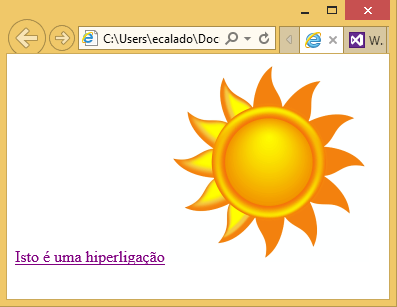 C:\Users\ecalado\Doc
W.
Isto é uma hiperligação